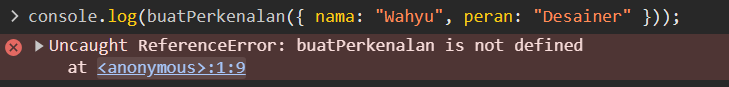 console.log(buatPerkenalan({ nama: "Wahyu", peran: "Desainer" }));
Uncaught ReferenceError: buatPerkenalan is not defined
at <anonymous>:1:9